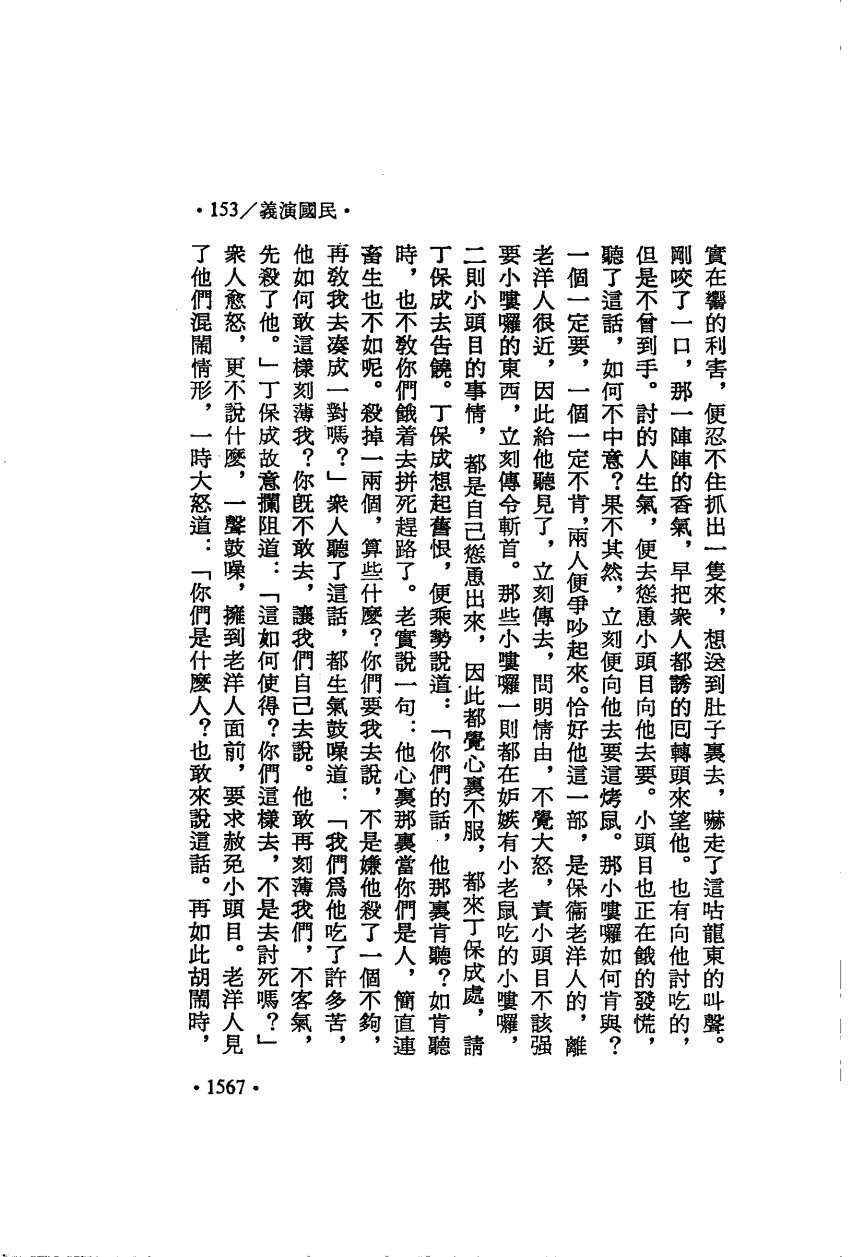 ·153／義演國民·
實在嚮的利害，便忍不住抓出一隻來，想送到肚子裏去，嚇走了這咕龍東的叫聲。
剛咬了一口，那一陣陣的香氣，早把衆人都誘的囘轉頭來望他。也有向他討吃的，
但是不曾到手。討的人生氣，便去慫恿小頭目向他去要。小頭目也正在餓的發慌，
聽了這話，如何不中意？果不其然，立刻便向他去要這烤鼠。那小嘍囉如何肯與？
一個一定要，一個一定不肯，兩人便爭吵起來。恰好他這一部，是保衞老洋人的，離
老洋人很近，因此給他聽見了，立刻傳去，問明情由，不覺大怒，責小頭目不該强
要小嘍囉的東西，立刻傳令斬首。那些小嘍囉一則都在妒嫉有小老鼠吃的小嘍囉，
二則小頭目的事情，都是自己慫恿出來，因此都覺心裏不服，都來丁保成處，請
丁保成去告饒。丁保成想起舊恨，便乘勢說道：「你們的話，他那裏肯聽？如肯聽
時，也不敎你們餓着去拼死趕路了。老實說一句：他心裏那裏當你們是人，簡直連
畜生也不如呢。殺掉一兩個，算些什麼？你們要我去說，不是嫌他殺了一個不夠，
再敎我去凑成一對嗎？」衆人聽了這話，都生氣鼓噪道：「我們爲他吃了許多苦，
他如何敢這樣刻薄我？你旣不敢去，讓我們自己去說。他敢再刻薄我們，不客氣，
先殺了他。」丁保成故意攔阻道：「這如何使得？你們這樣去，不是去討死嗎？」
衆人愈怒，更不說什麼，一聲鼓噪，擁到老洋人面前，要求赦免小頭目。老洋人見
了他們混鬧情形，一時大怒道：「你們是什麼人？也敢來說這話。再如此胡鬧時，
·1567·